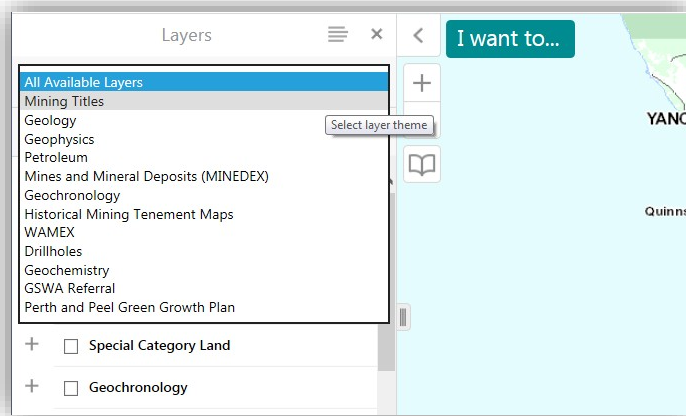 Layers
I want to...
All Available Layers
Mining Titles
Geology
Select layer theme
Geophysics
Petroleum
Mines and Mineral Deposits (MINEDEX)
Geochronology
Historical Mining Tenement Maps
WAMEX
Drillholes
Geochemistry
GSWA Referral
Perth and Peel Green Growth Plan
Special Category Land
Geochronology
YANC
Quinns